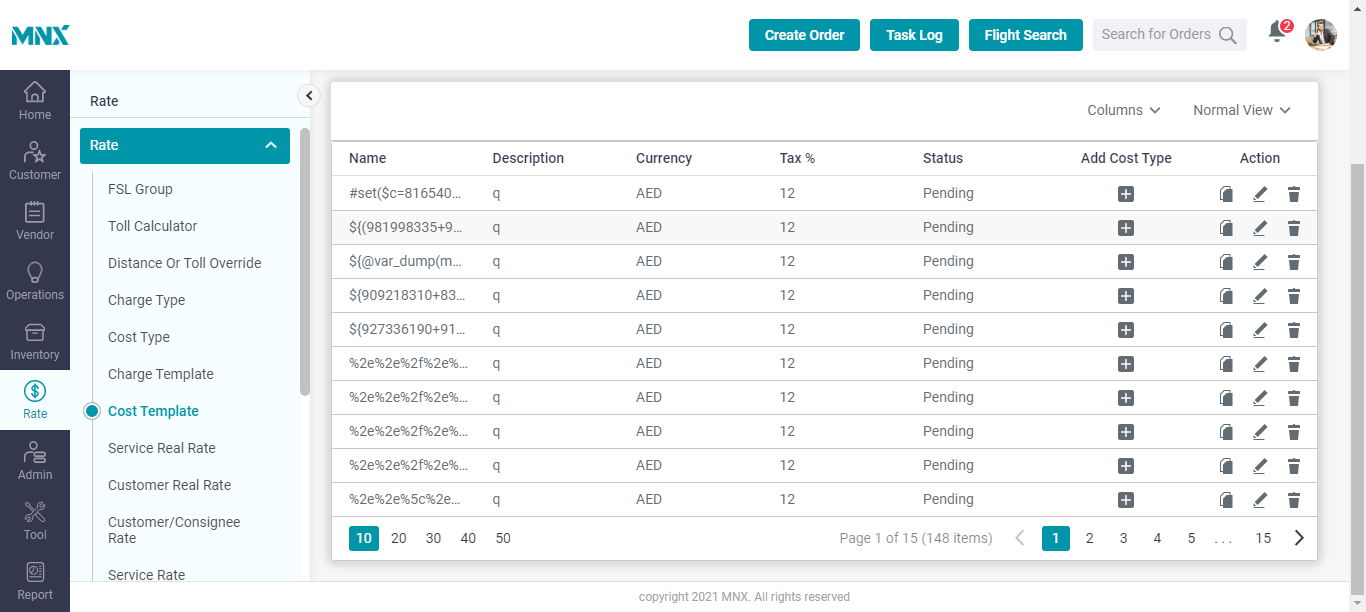 MNX
Create Order
Task Log
Flight Search
Search for Orders
2
Home
Customer
Vendor
Operations
Inventory
Rate
Admin
Tool
Report
Rate
Rate
FSL Group
Toll Calculator
Distance Or Toll Override
Charge Type
Cost Type
Charge Template
Cost Template
Service Real Rate
Customer Real Rate
Customer/Consignee
Rate
Service Rate
Columns Normal View
Name Description Currency Tax % Status Add Cost Type Action
#set($c=816540... q AED 12 Pending
${(981998335+9... q AED 12 Pending
${@var_dump(m... q AED 12 Pending
${909218310+83... q AED 12 Pending
${927336190+91... q AED 12 Pending
%2e%2e%2f%2e%... q AED 12 Pending
%2e%2e%2f%2e%... q AED 12 Pending
%2e%2e%2f%2e%... q AED 12 Pending
%2e%2e%2f%2e%... q AED 12 Pending
%2e%2e%5c%2e... q AED 12 Pending
10 20 30 40 50 Page 1 of 15 (148 items) 1 2 3 4 5 ... 15
copyright 2021 MNX. All rights reserved